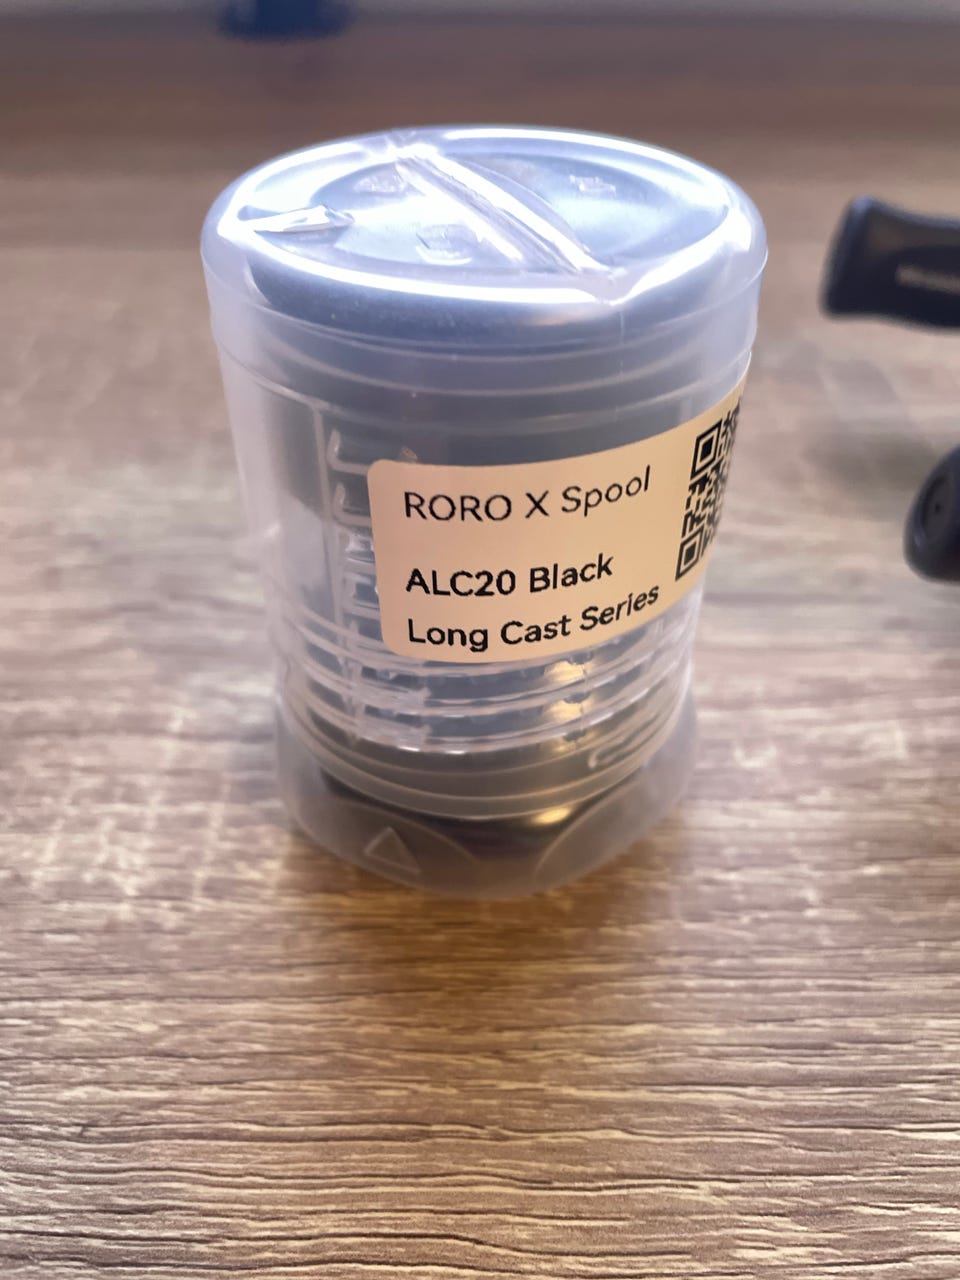 RORO X Spool
ALC20 Black
Long Cast Series